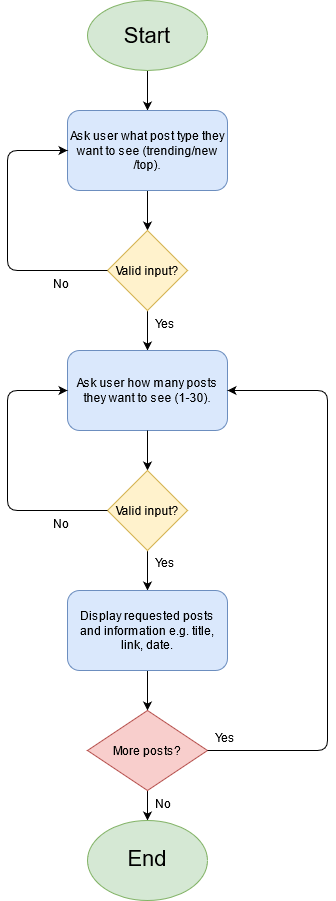 Start
Ask user what post type they
want to see (trending/new
/top).
Valid input?
No
Yes
Ask user how many posts
they want to see (1-30).
Valid input?
No
Yes
Display requested posts
and information e.g. title,
link, date.
More posts?
Yes
No
End